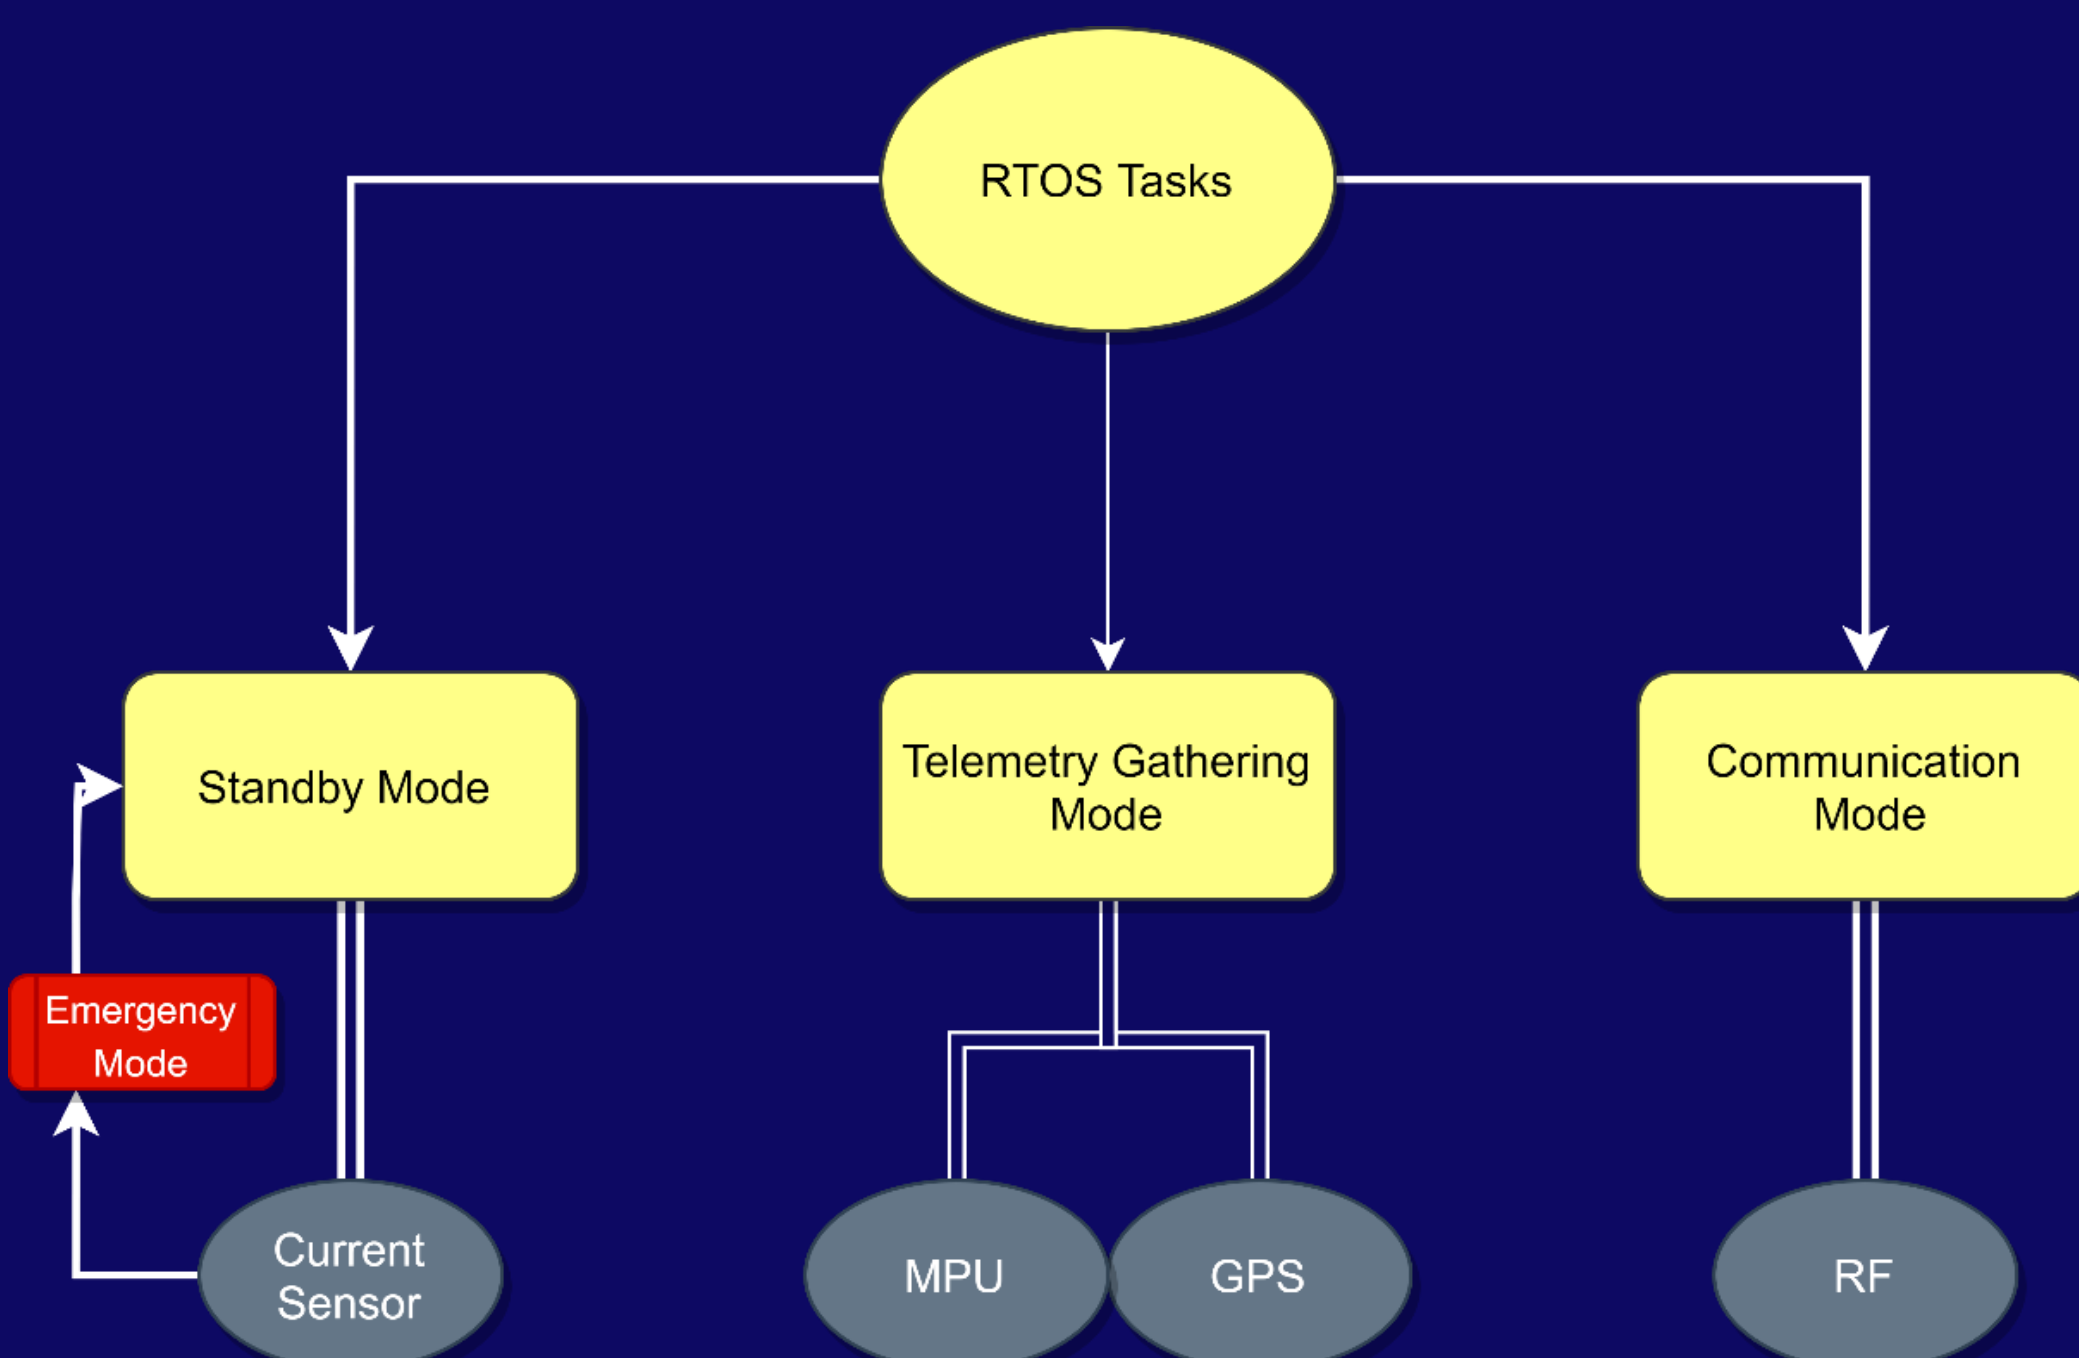 RTOS Tasks
Standby Mode
Telemetry Gathering
Mode
Communication
Mode
Emergency
Mode
Current
Sensor
MPU
GPS
RF